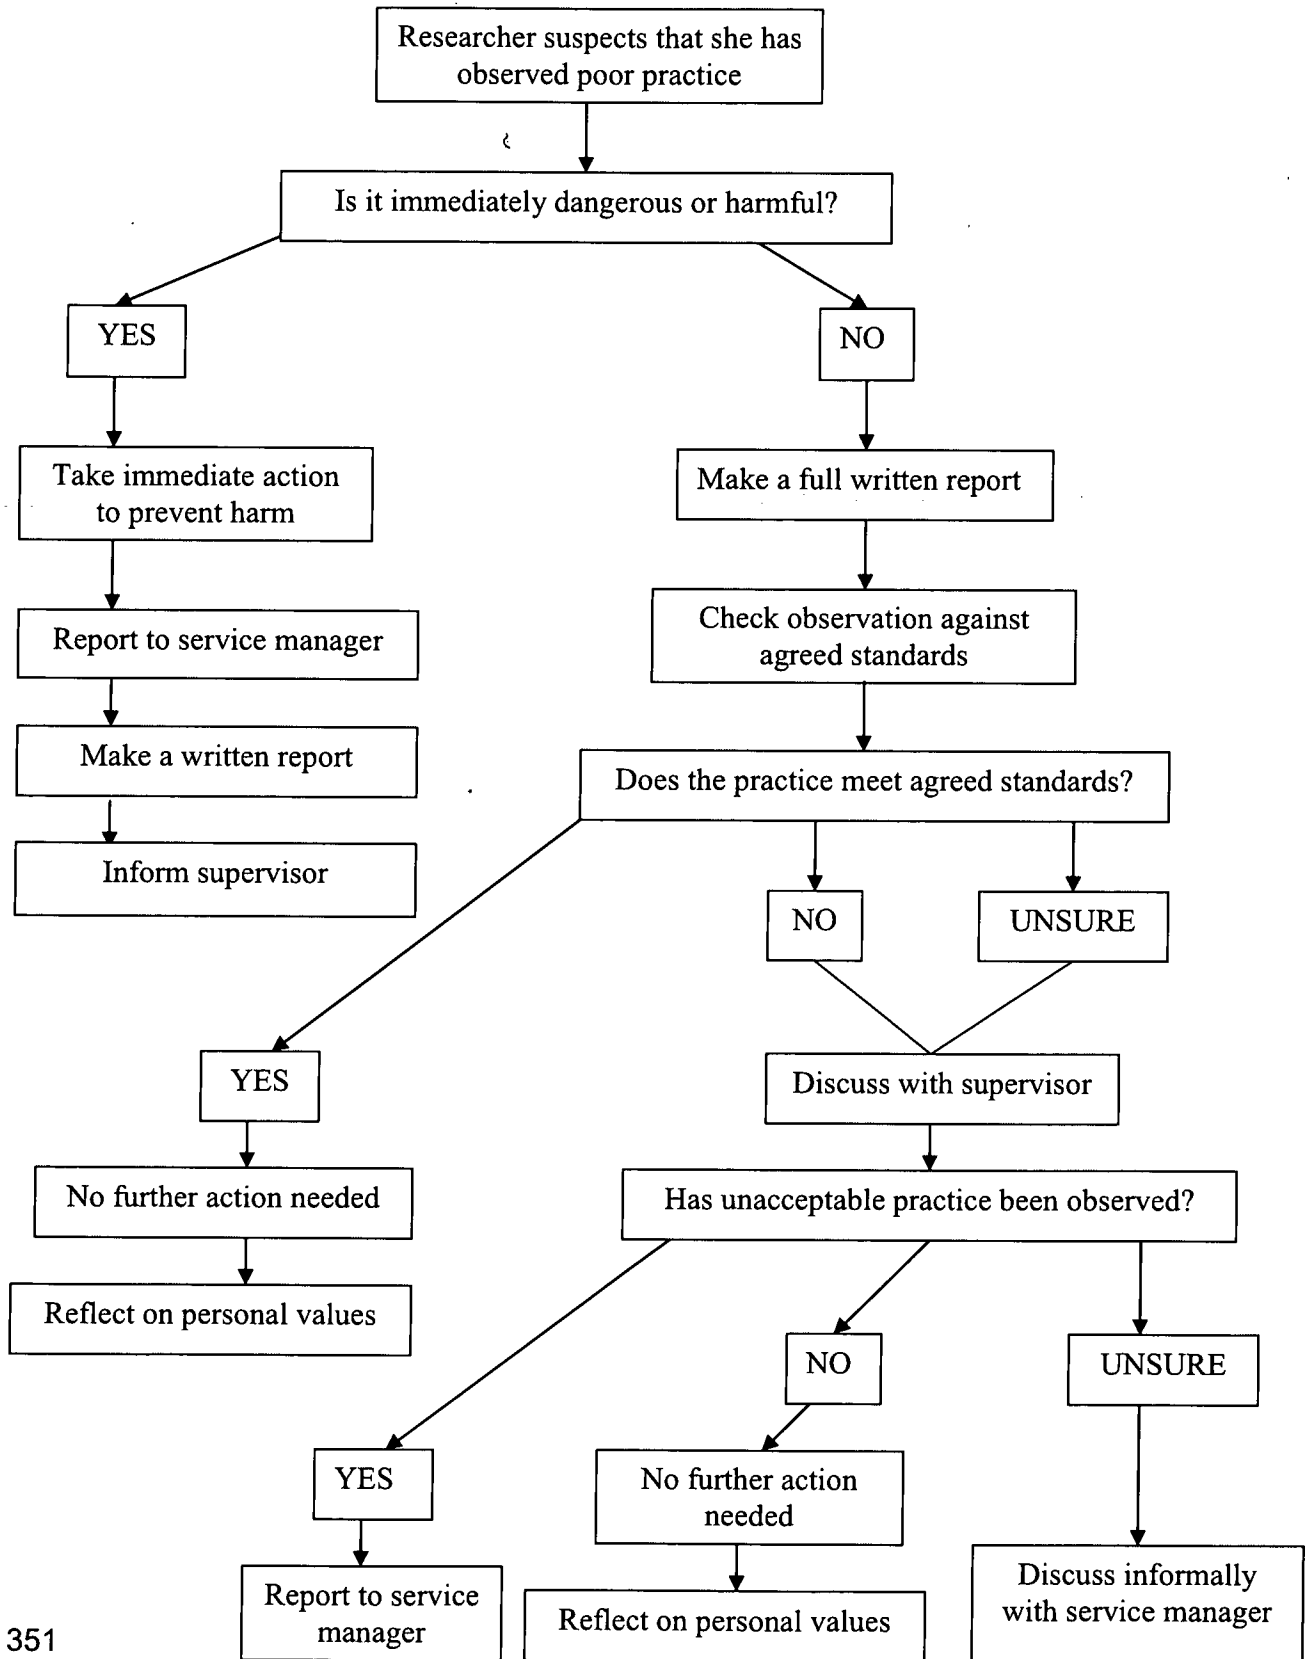 Researcher suspects that she has
observed poor practice
Is it immediately dangerous or harmful?
YES
NO
Take immediate action
to prevent harm
Make a full written report
Report to service manager
Check observation against
agreed standards
Make a written report
Does the practice meet agreed standards?
Inform supervisor
NO
UNSURE
YES
Discuss with supervisor
No further action needed
Has unacceptable practice been observed?
Reflect on personal values
NO
UNSURE
YES
No further action
needed
Report to service
manager
Reflect on personal values
Discuss informally
with service manager
351